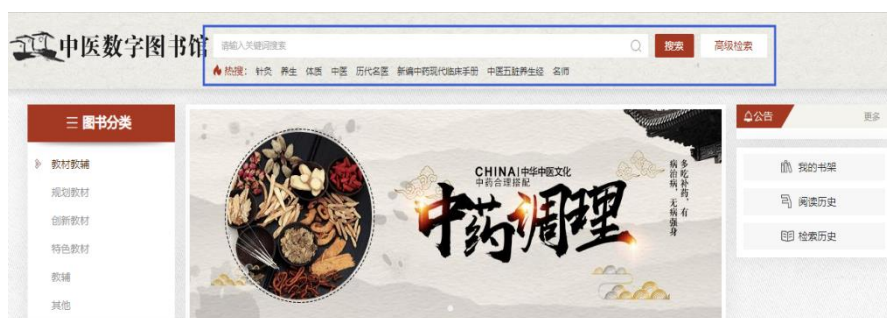 中医数字图书馆
请输入关键词搜索
搜索
高级检索
热搜： 针灸 养生 体质 中医 历代名医 新编中药现代临床手册 中医五脏养生经 名师
图书分类
教材教辅
规划教材
创新教材
特色教材
教辅
其他
CHINA|中华中医文化
中药合理搭配
中药调理
多吃补药，有
病治病，无病强身
公告
更多
我的书架
阅读历史
检索历史